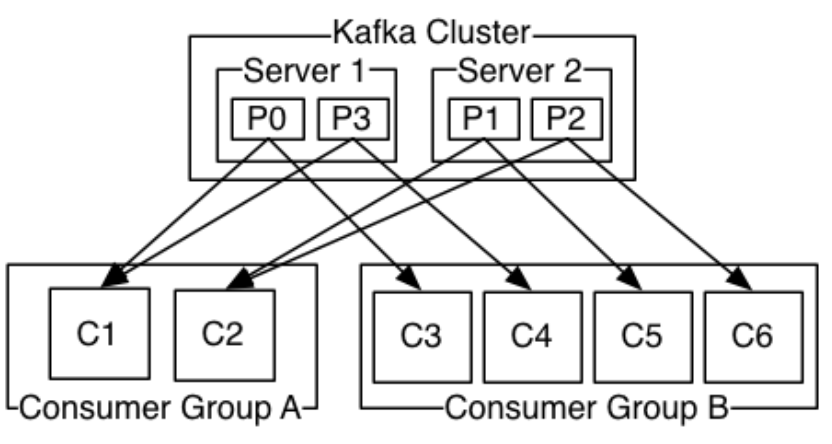 Kafka Cluster
Server 1 Server 2
P0 P3 P1 P2
C1 C2 C3 C4 C5 C6
Consumer Group A Consumer Group B